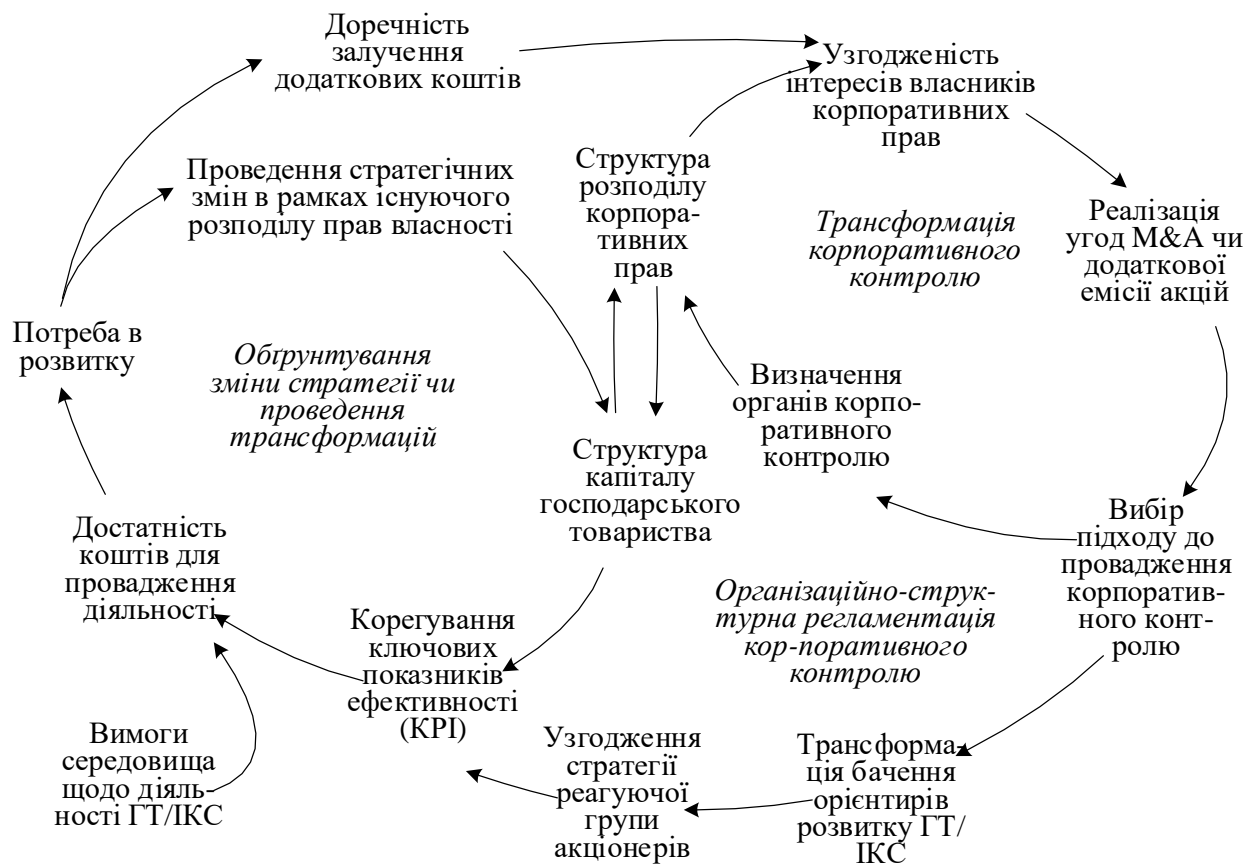 Доречність
залучення
додаткових коштів
Узгодженість
інтересів власників
корпоративних
прав
Проведення стратегічних
змін в рамках існуючого
розподілу прав власності
Структура
розподілу
корпора-
тивних
прав
Трансформація
корпоративного
контролю
Реалізація
угод M&A чи
додаткової
емісії акцій
Потреба в
розвитку
Обґрунтування
зміни стратегії чи
проведення
трансформацій
Визначення
органів корпо-
ративного
контролю
Структура
капіталу
господарського
товариства
Достатність
коштів для
провадження
діяльності
Вибір
підходу до
провадження
корпоратив-
ного конт-
ролю
Організаційно-струк-
турна регламентація
кор-поративного
контролю
Корегування
ключових
показників
ефективності
(KPI)
Вимоги
середовища
щодо діяль-
ності ГТ/ІКС
Узгодження
стратегії
реагуючої
групи
акціонерів
Трансформа-
ція бачення
орієнтирів
розвитку ГТ/
ІКС